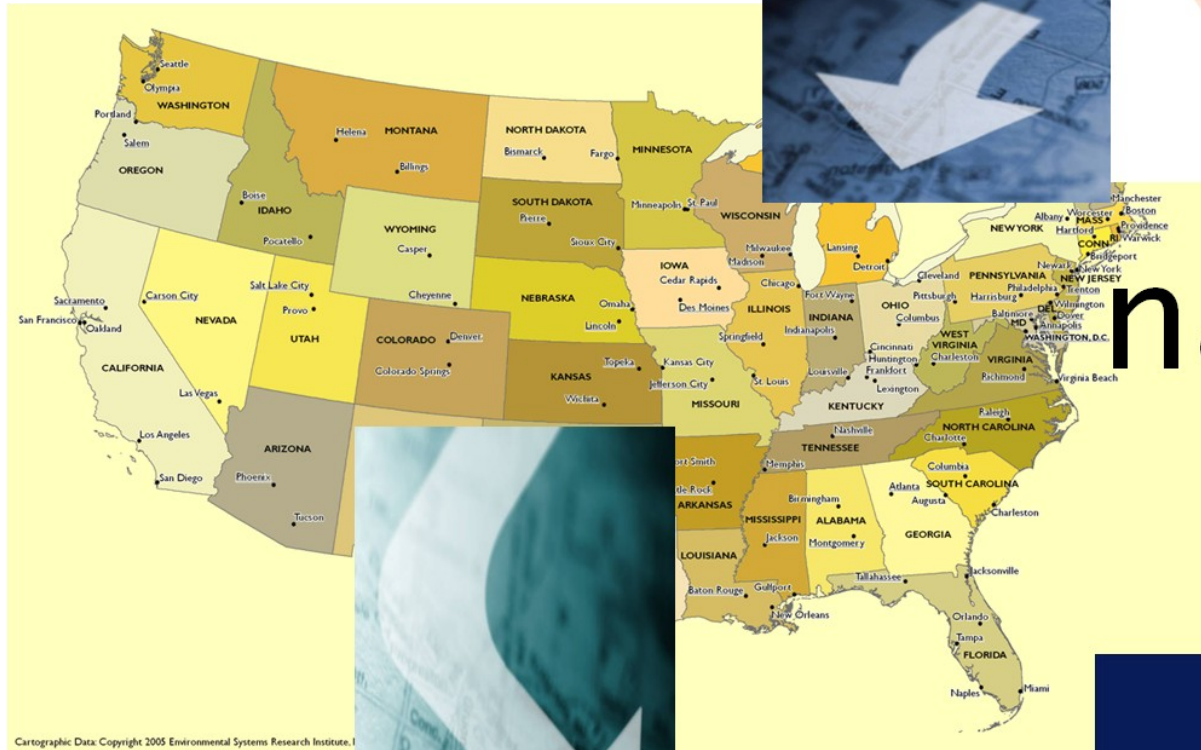 Seattle
Olympia
WASHINGTON
Portland
Salem
OREGON
Helena
MONTANA
Billings
NORTH DAKOTA
Bismarck
Fargo
MINNESOTA
Minneapolis
St. Paul
Boise
IDAHO
Pocatello
WYOMING
Casper
Cheyenne
SOUTH DAKOTA
Pierre
Sioux City
WISCONSIN
Milwaukee
Madison
Lansing
Detroit
NEW YORK
Albany
Manchester
Worcester
Boston
MASS
Providence
Hartford
RI
Warwick
CONN
Bridgeport
Newark
New York
NEW JERSEY
PENNSYLVANIA
Philadelphia
Trenton
Harrisburg
Pittsburgh
Wilmington
DEL
Dover
Baltimore
MD
Annapolis
WASHINGTON, D.C.
Sacramento
San Francisco
Oakland
Carson City
NEVADA
Salt Lake City
Provo
UTAH
CALIFORNIA
Las Vegas
Los Angeles
San Diego
COLORADO
Denver
Colorado Springs
NEBRASKA
Omaha
Lincoln
IOWA
Cedar Rapids
Des Moines
Chicago
ILLINOIS
Springfield
Fort Wayne
INDIANA
Indianapolis
Cleveland
OHIO
Columbus
Cincinnati
Huntington
Frankfort
Lexington
Louisville
KENTUCKY
WEST
VIRGINIA
Charleston
VIRGINIA
Richmond
Virginia Beach
KANSAS
Topeka
Wichita
Kansas City
Jefferson City
St. Louis
MISSOURI
ARIZONA
Phoenix
Tucson
ort Smith
tle Rock
ARKANSAS
Memphis
Nashville
TENNESSEE
Raleigh
NORTH CAROLINA
Charlotte
Columbia
SOUTH CAROLINA
Charleston
Atlanta
Augusta
GEORGIA
Birmingham
ALABAMA
Montgomery
MISSISSIPPI
Jackson
Gulfport
LOUISIANA
Baton Rouge
New Orleans
Tallahassee
Jacksonville
Orlando
Tampa
FLORIDA
Naples
Miami
n
Cartographic Data: Copyright 2005 Environmental Systems Research Institute,